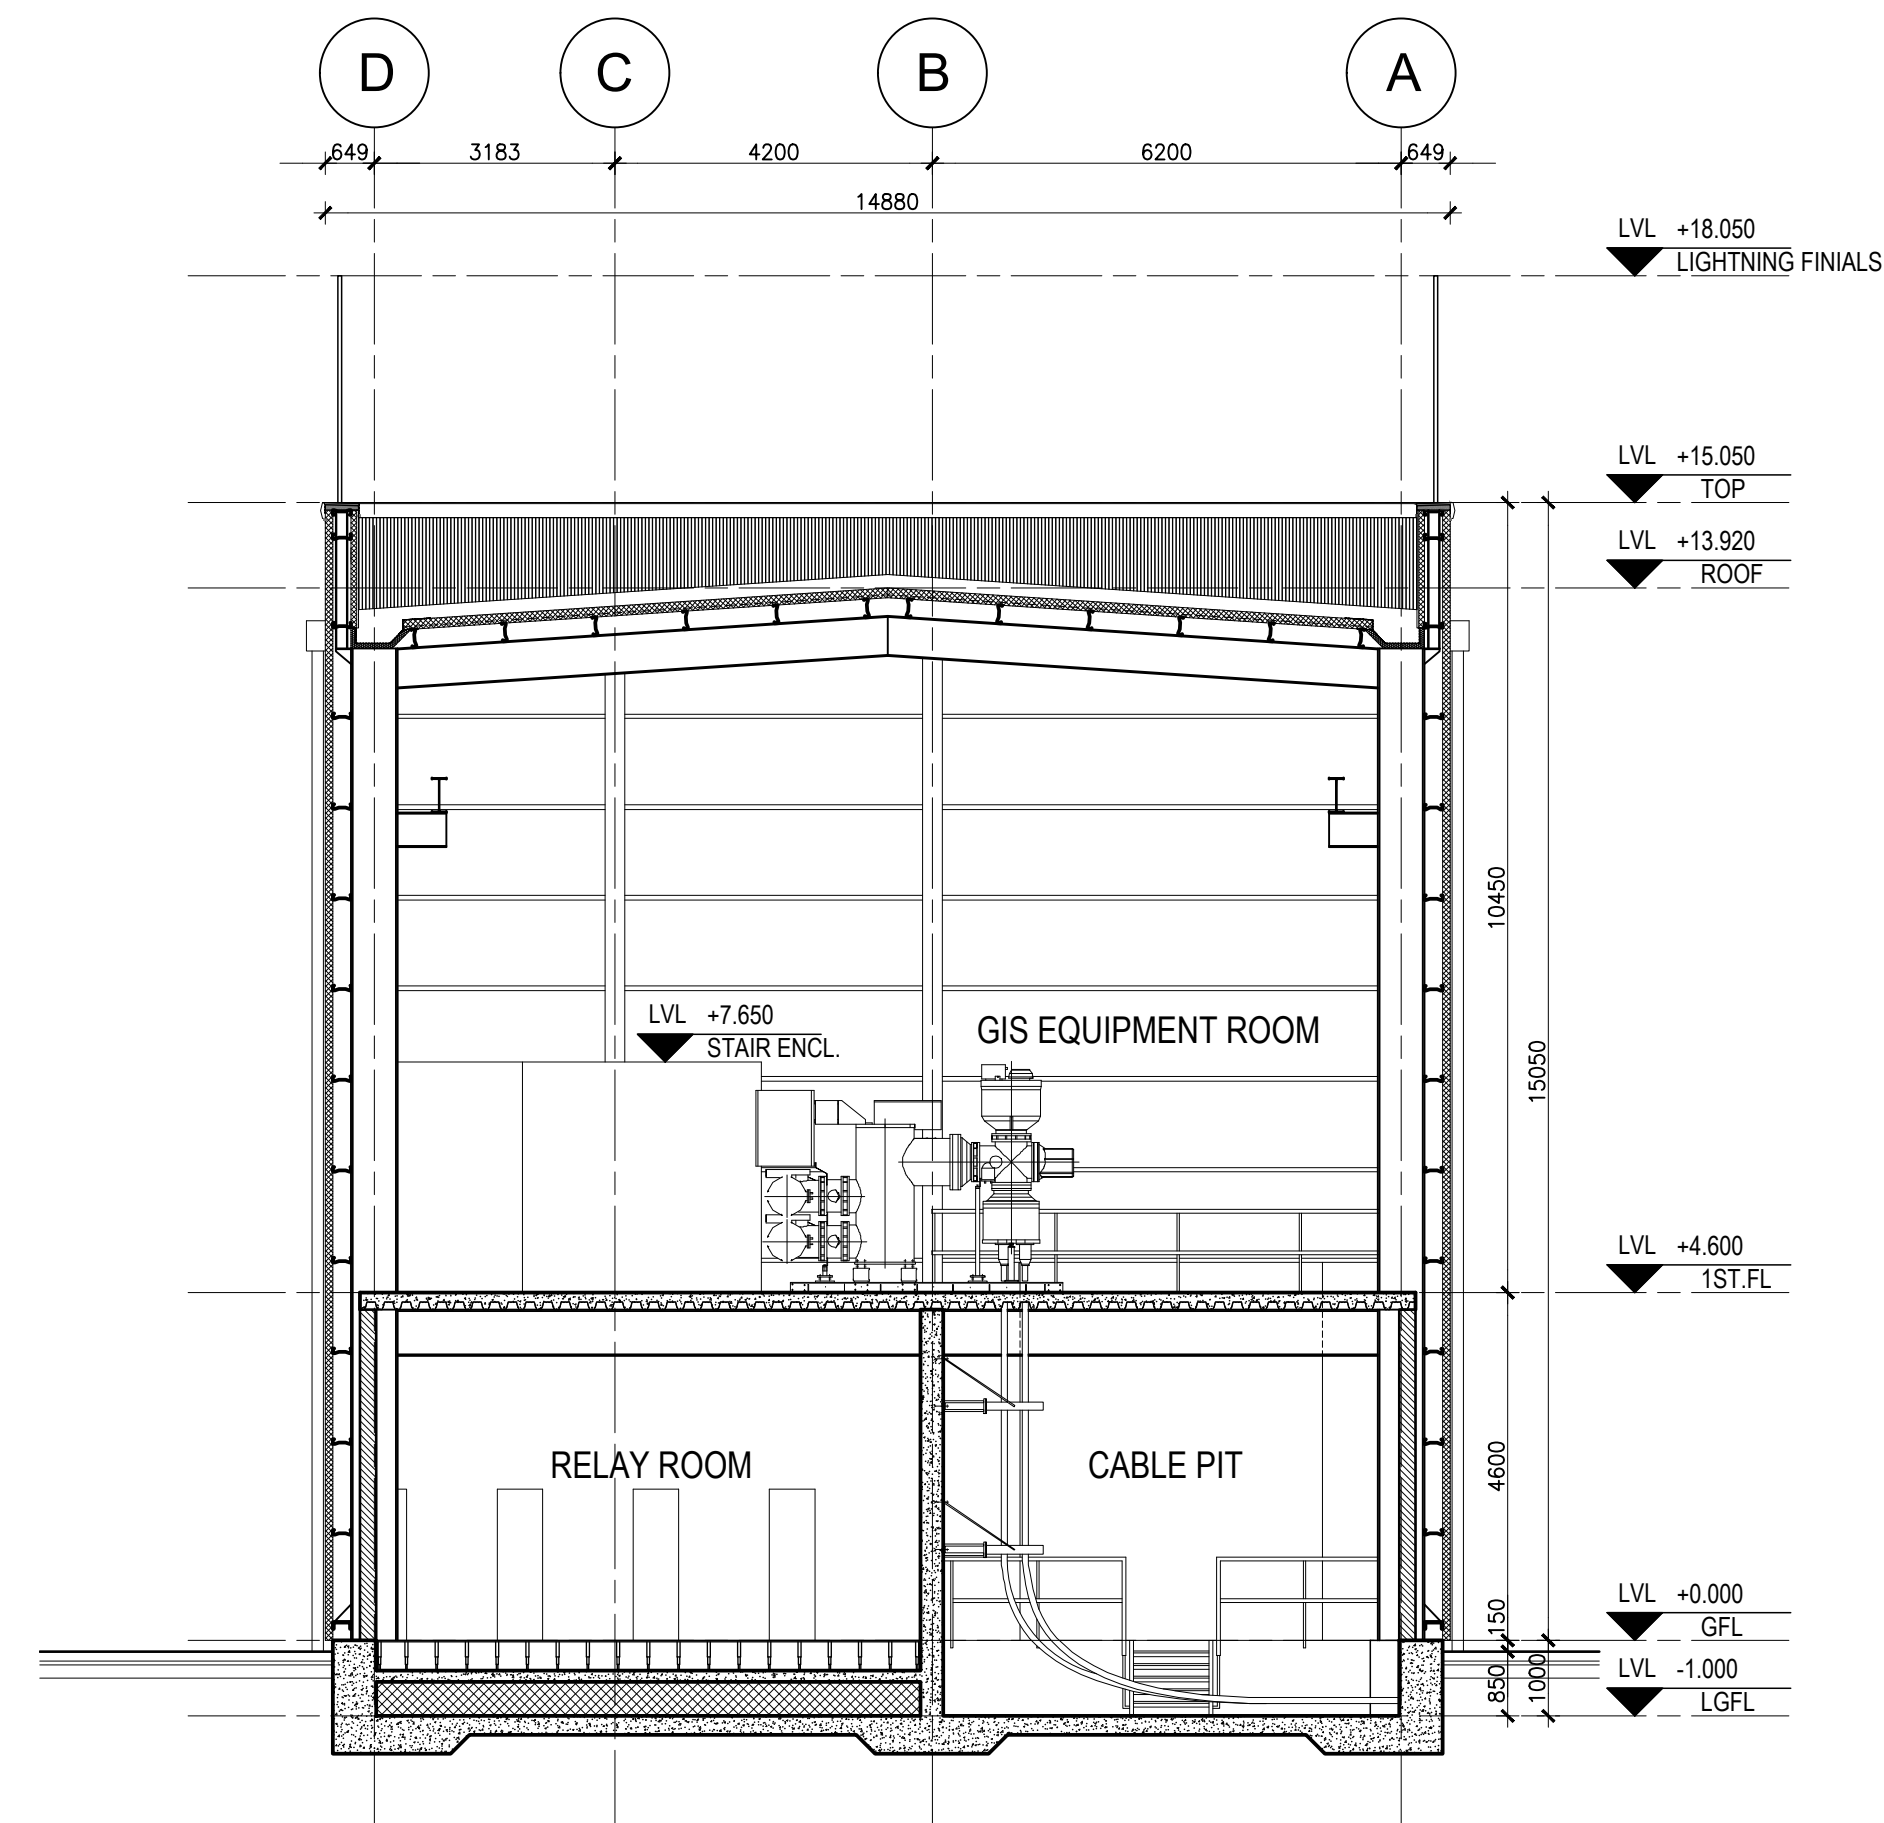 D C B A
649 3183 4200 6200 649
14880
LVL +18.050
LIGHTNING FINIALS
LVL +15.050
TOP
LVL +13.920
ROOF
10450
LVL +7.650
STAIR ENCL.
GIS EQUIPMENT ROOM
15050
LVL +4.600
1ST.FL
RELAY ROOM
CABLE PIT
4600
LVL +0.000
GFL
150
LVL -1.000
LGFL
850
1000